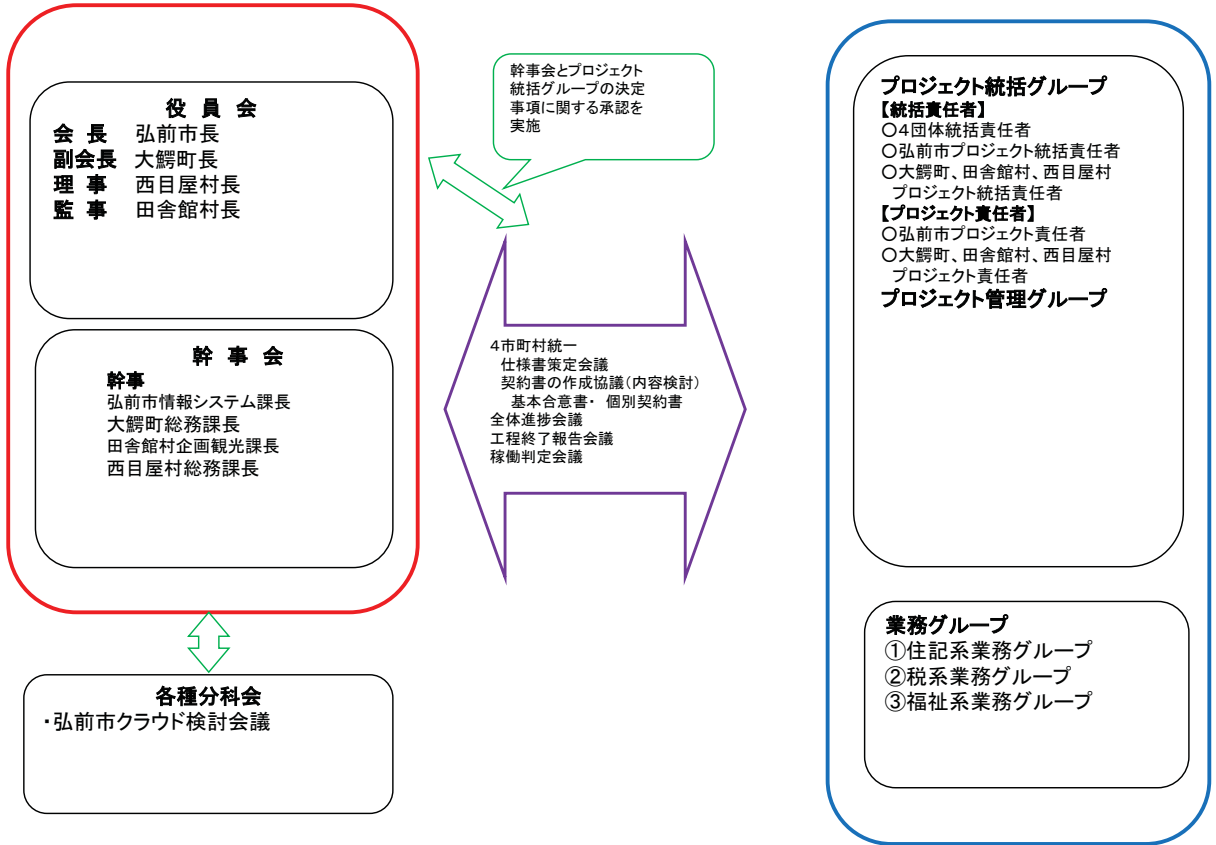 役 員 会
会 長 弘前市長
副会長 大鰐町長
理 事 西目屋村長
監 事 田舎館村長
幹 事 会
幹事
弘前市情報システム課長
大鰐町総務課長
田舎館村企画観光課長
西目屋村総務課長
各種分科会
・弘前市クラウド検討会議
幹事会とプロジェクト
統括グループの決定
事項に関する承認を
実施
4市町村統一
仕様書策定会議
契約書の作成協議(内容検討)
基本合意書・ 個別契約書
全体進捗会議
工程終了報告会議
稼働判定会議
プロジェクト統括グループ
【統括責任者】
○4団体統括責任者
○弘前市プロジェクト統括責任者
○大鰐町、田舎館村、西目屋村
プロジェクト統括責任者
【プロジェクト責任者】
○弘前市プロジェクト責任者
○大鰐町、田舎館村、西目屋村
プロジェクト責任者
プロジェクト管理グループ
業務グループ
①住記系業務グループ
②税系業務グループ
③福祉系業務グループ